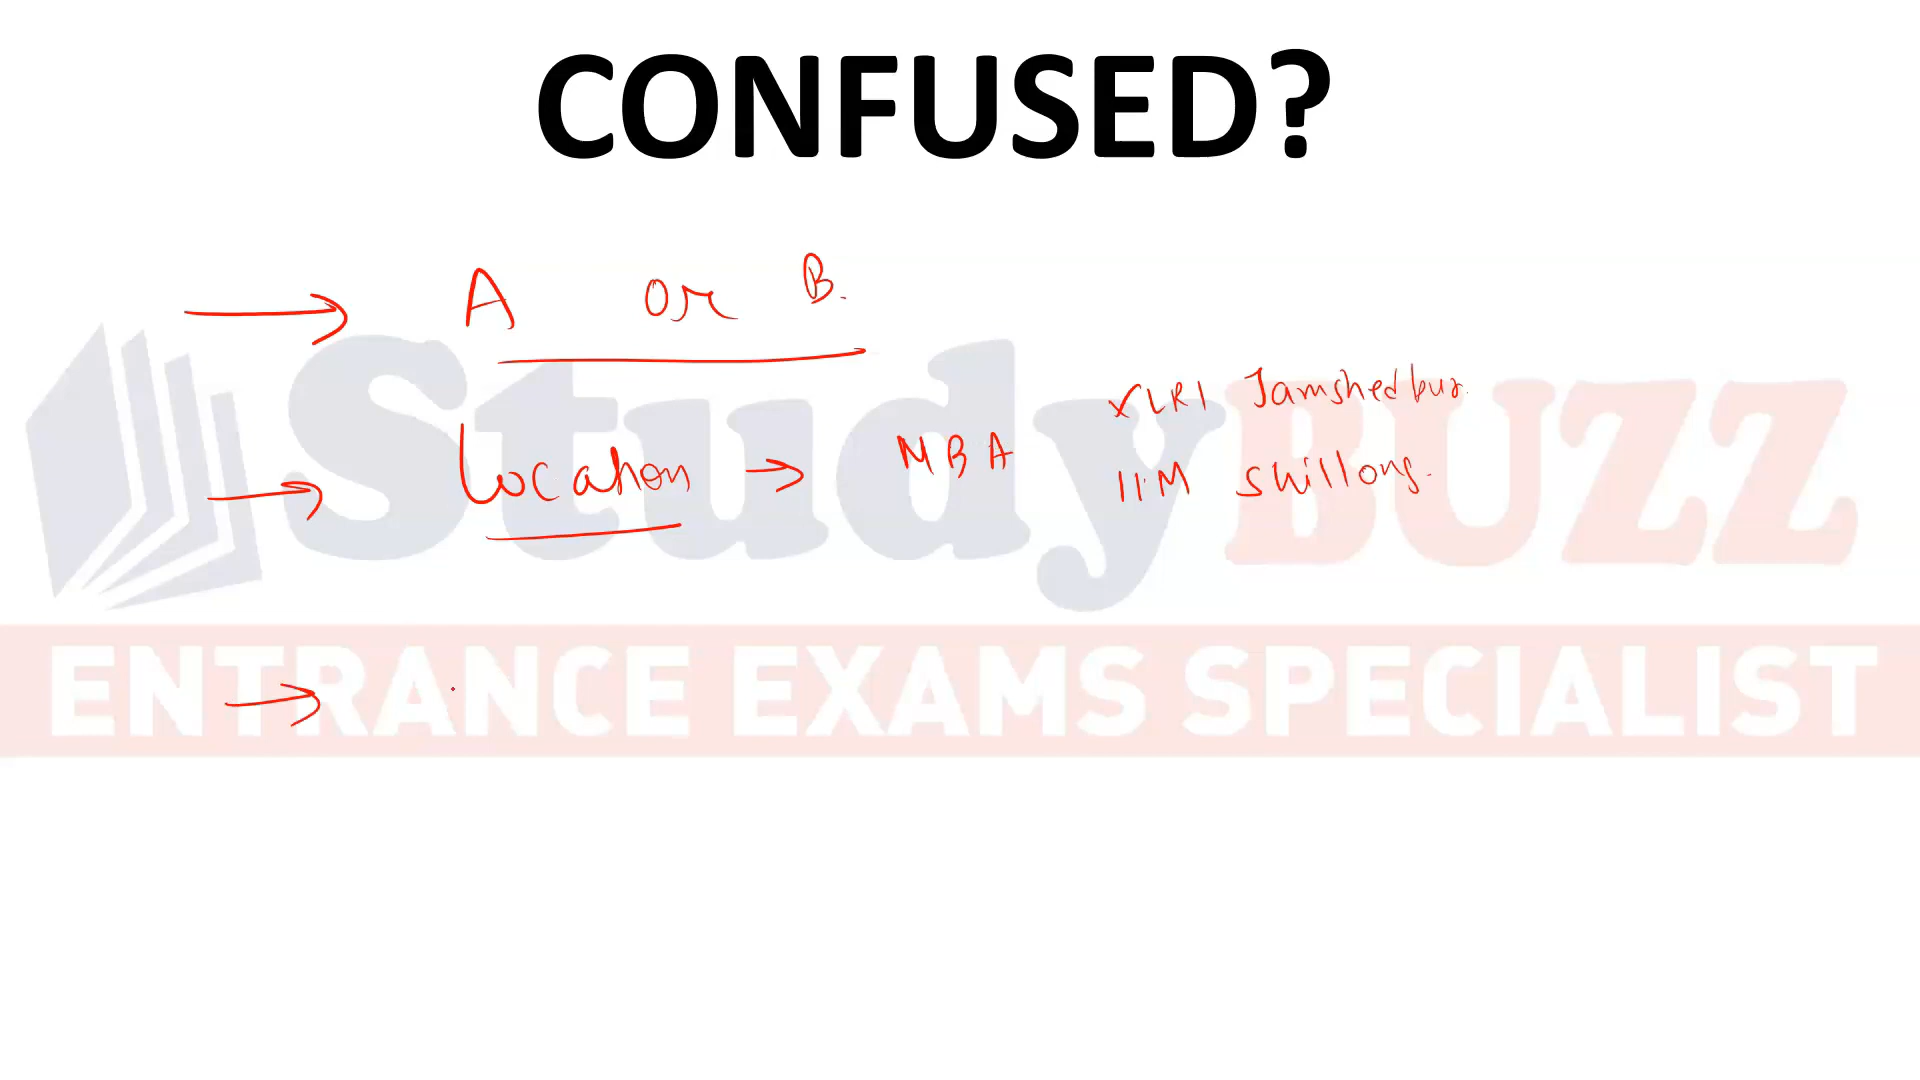 CONFUSED?
A or B.
XLRI Jamshedpur.
Location → MBA
IIM Shillong.
StudyBUZZ
ENTRANCE EXAMS SPECIALIST